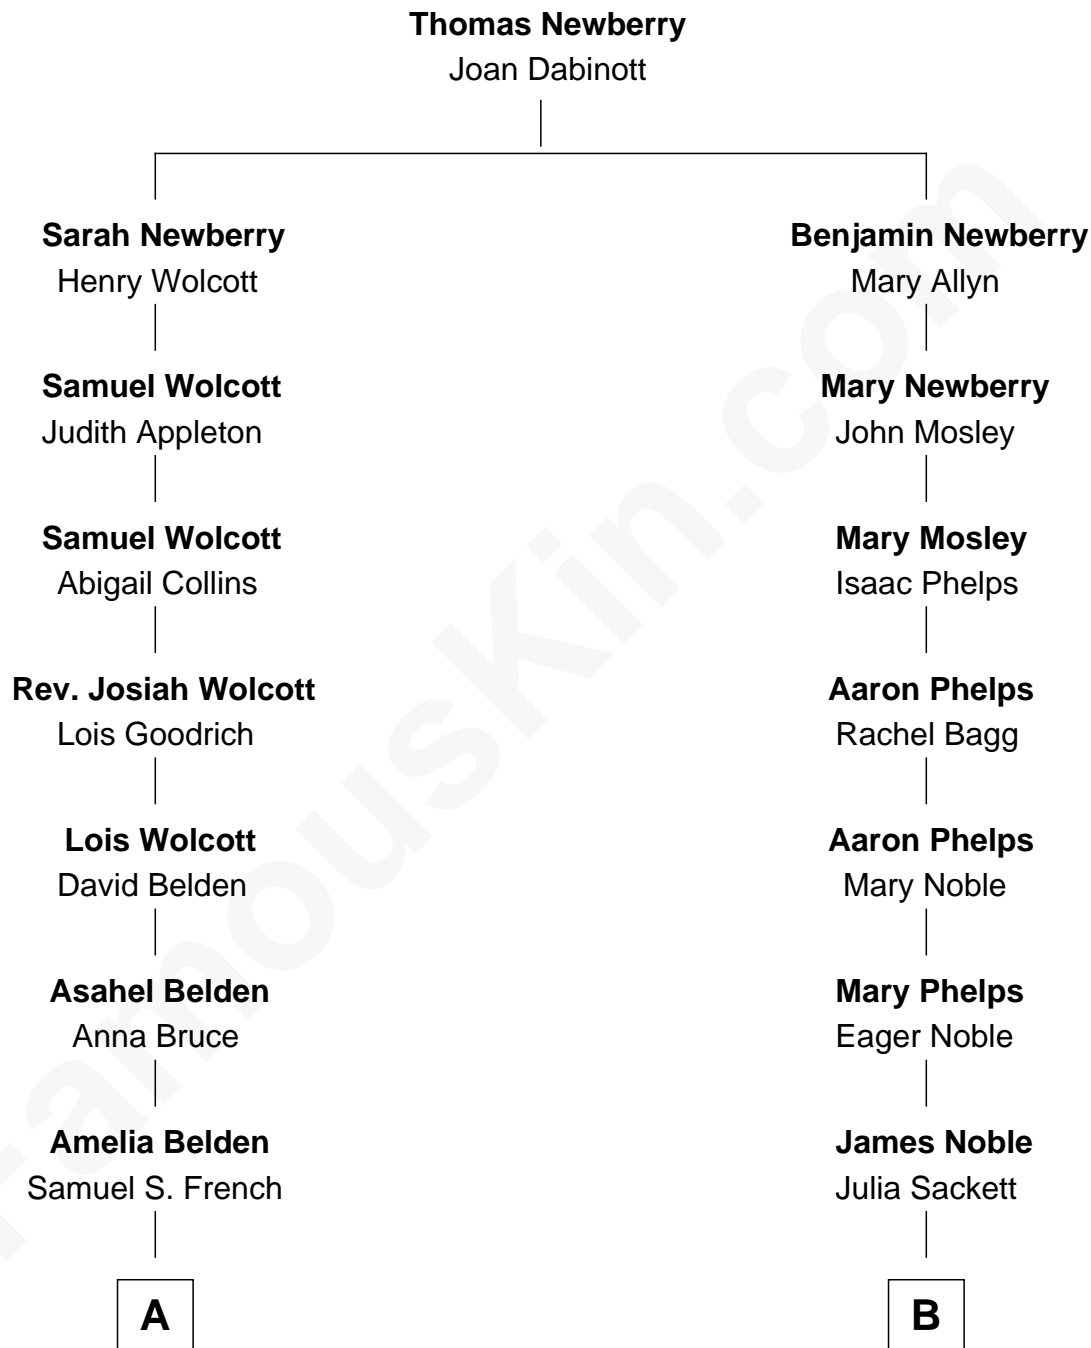 Thomas Newberry
Joan Dabinott
Sarah Newberry
Henry Wolcott
Benjamin Newberry
Mary Allyn
Samuel Wolcott
Judith Appleton
Mary Newberry
John Mosley
Samuel Wolcott
Abigail Collins
Mary Mosley
Isaac Phelps
Rev. Josiah Wolcott
Lois Goodrich
Aaron Phelps
Rachel Bagg
Lois Wolcott
David Belden
Aaron Phelps
Mary Noble
Asahel Belden
Anna Bruce
Mary Phelps
Eager Noble
Amelia Belden
Samuel S. French
James Noble
Julia Sackett
A
B
FamousKin.com